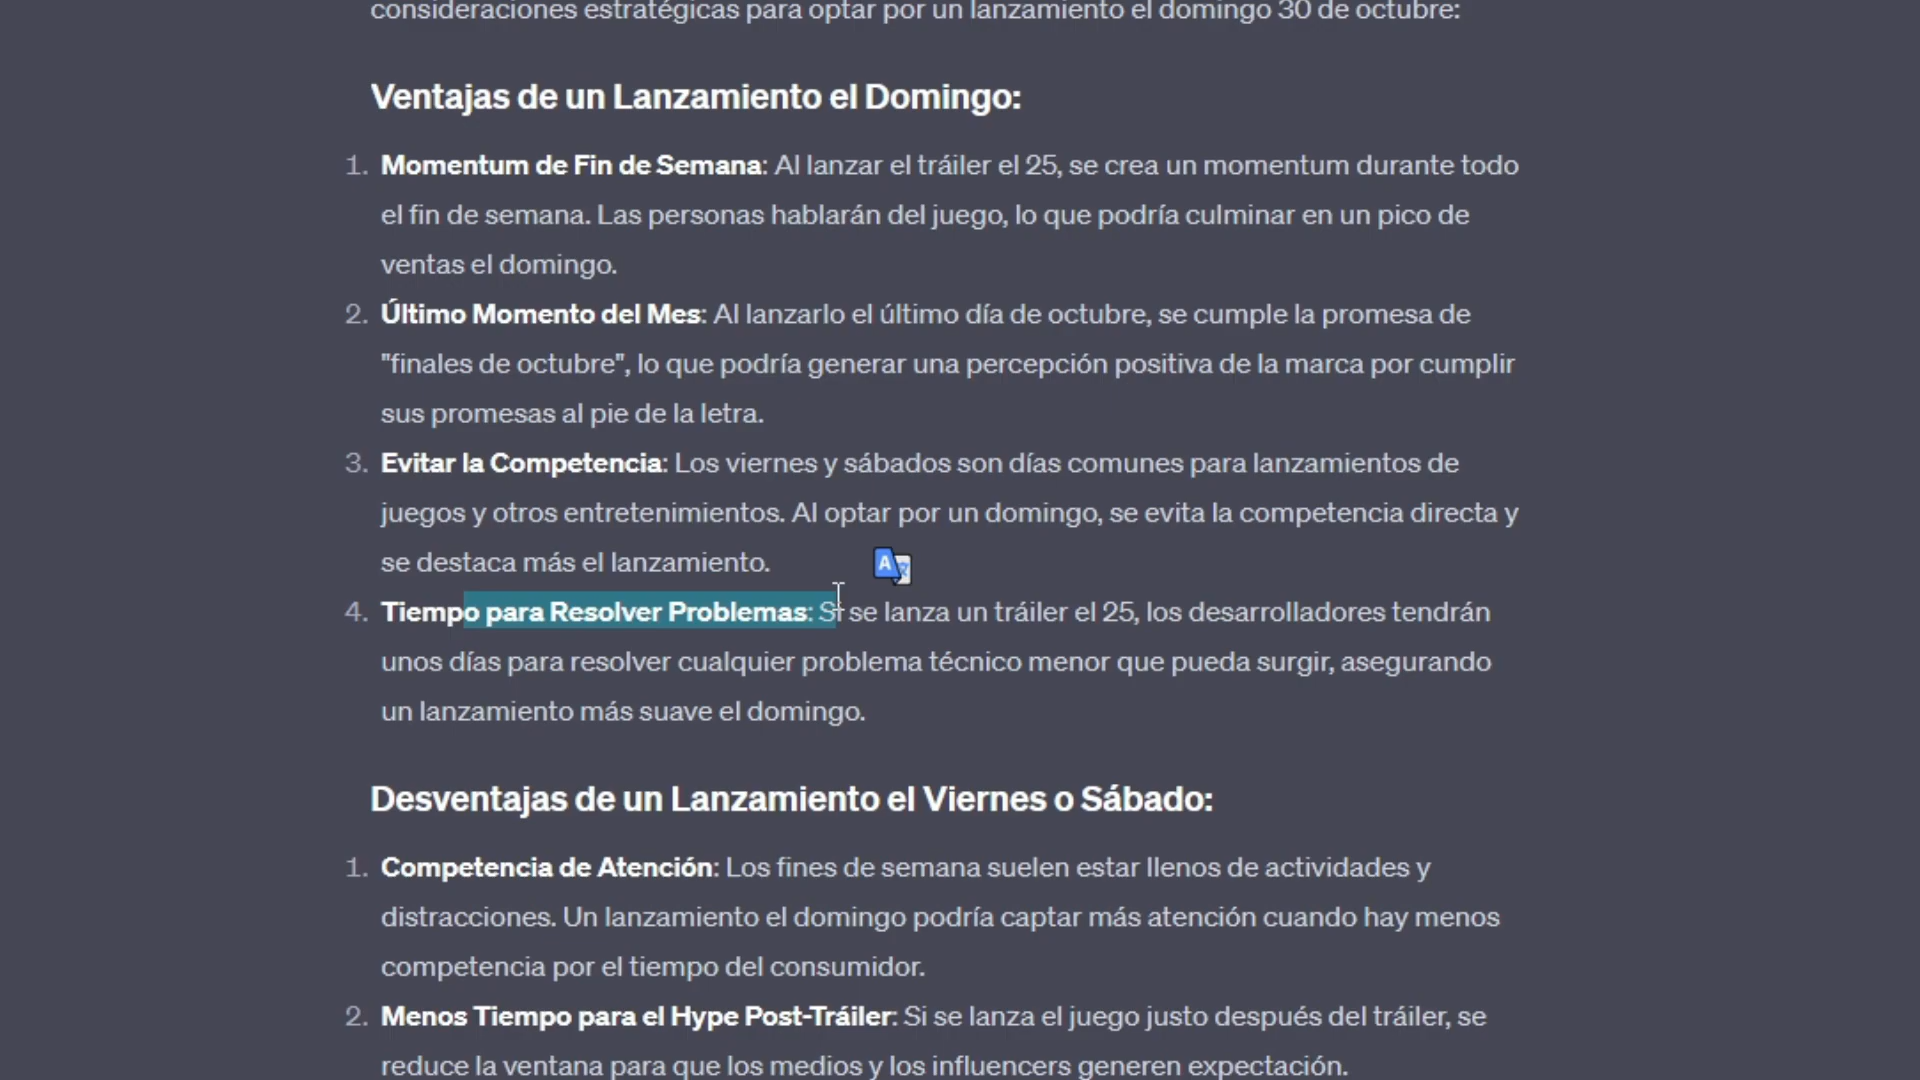 consideraciones estratégicas para optar por un lanzamiento el domingo 30 de octubre:
Ventajas de un Lanzamiento el Domingo:
1. Momentum de Fin de Semana: Al lanzar el tráiler el 25, se crea un momentum durante todo
el fin de semana. Las personas hablarán del juego, lo que podría culminar en un pico de
ventas el domingo.
2. Último Momento del Mes: Al lanzarlo el último día de octubre, se cumple la promesa de
"finales de octubre", lo que podría generar una percepción positiva de la marca por cumplir
sus promesas al pie de la letra.
3. Evitar la Competencia: Los viernes y sábados son días comunes para lanzamientos de
juegos y otros entretenimientos. Al optar por un domingo, se evita la competencia directa y
se destaca más el lanzamiento.
4. Tiempo para Resolver Problemas: Si se lanza un tráiler el 25, los desarrolladores tendrán
unos días para resolver cualquier problema técnico menor que pueda surgir, asegurando
un lanzamiento más suave el domingo.
Desventajas de un Lanzamiento el Viernes o Sábado:
1. Competencia de Atención: Los fines de semana suelen estar llenos de actividades y
distracciones. Un lanzamiento el domingo podría captar más atención cuando hay menos
competencia por el tiempo del consumidor.
2. Menos Tiempo para el Hype Post-Tráiler: Si se lanza el juego justo después del tráiler, se
reduce la ventana para que los medios y los influencers generen expectación.